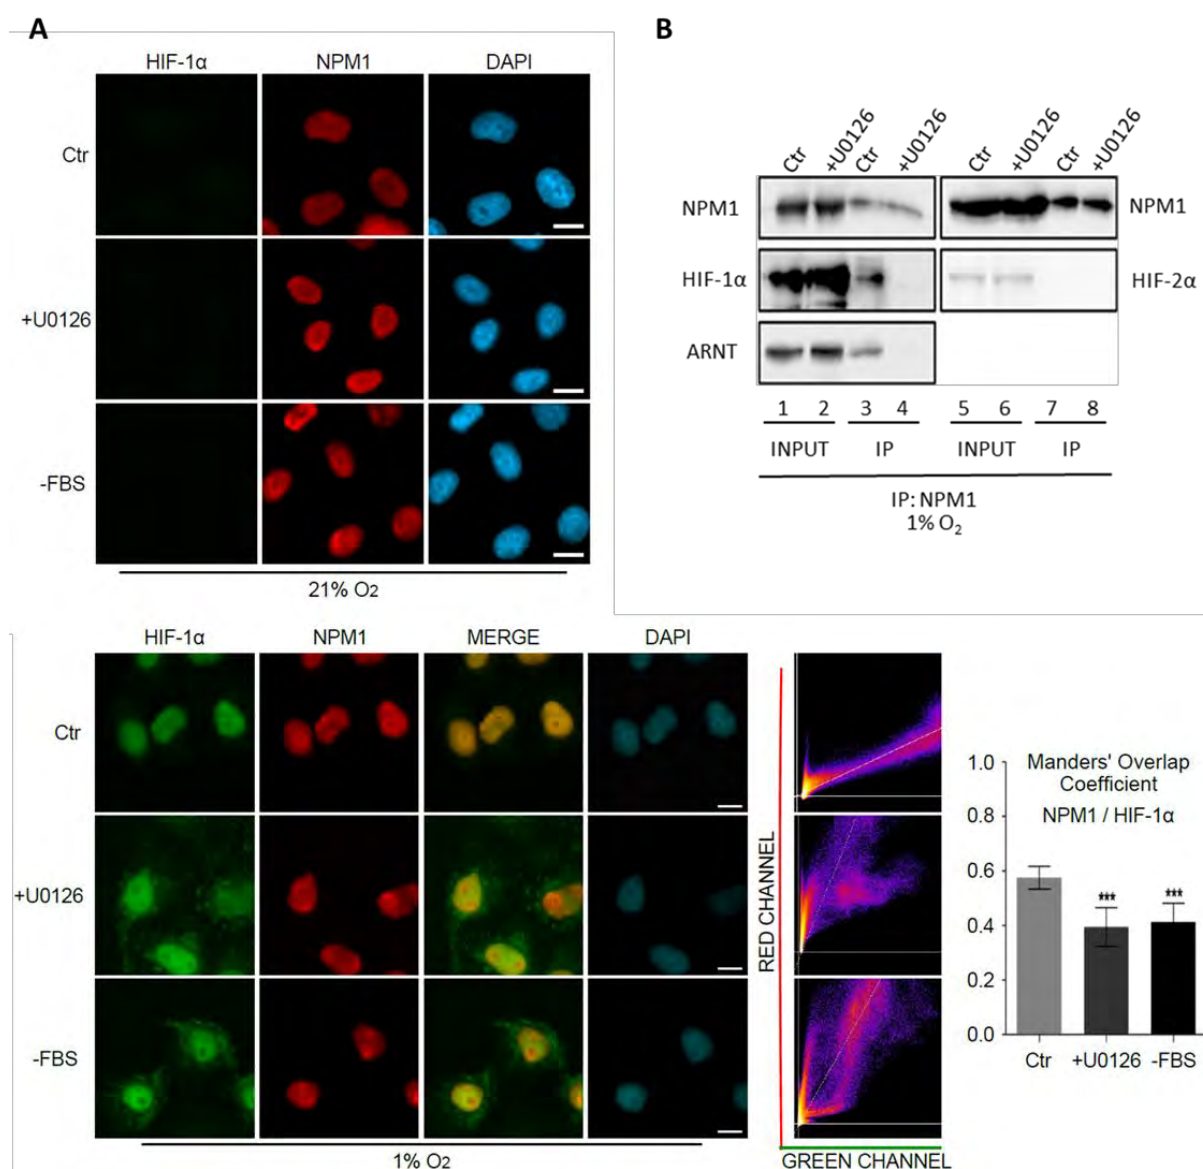 A
HIF-1α NPM1 DAPI
Ctr
+U0126
-FBS
21% O2
B
Ctr +U0126 Ctr +U0126 Ctr +U0126 Ctr +U0126
NPM1 NPM1
HIF-1α HIF-2α
ARNT
1 2 3 4 5 6 7 8
INPUT IP INPUT IP
IP: NPM1
1% O₂
HIF-1α NPM1 MERGE DAPI
Ctr
+U0126
-FBS
1% O2
RED CHANNEL
GREEN CHANNEL
Manders' Overlap
Coefficient
NPM1 / HIF-1α
1.0
0.8
0.6
0.4
0.2
0.0
*** ***
Ctr +U0126 -FBS